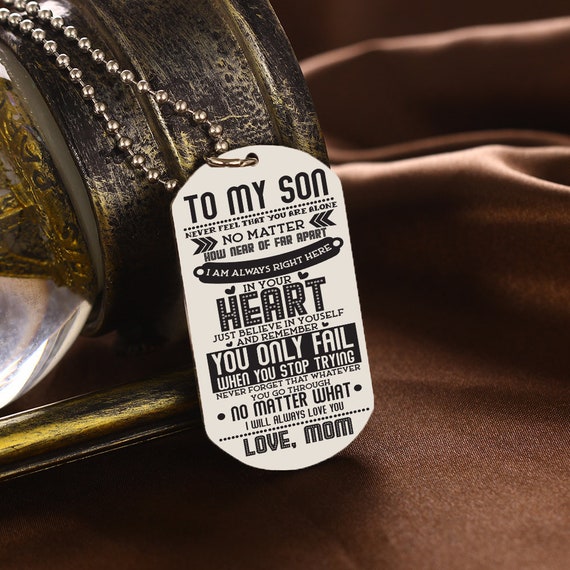 TO MY SON
NEVER FEEL THAT YOU ARE ALONE
NO MATTER
HOW NEAR OF FAR APART
I AM ALWAYS RIGHT HERE
IN YOUR
HEART
JUST BELIEVE IN YOUSELF
AND REMEMBER
YOU ONLY FAIL
WHEN YOU STOP TRYING
NEVER FORGET THAT WHATEVER
YOU GO THROUGH
NO MATTER WHAT
I WILL ALWAYS LOVE YOU
LOVE, MOM